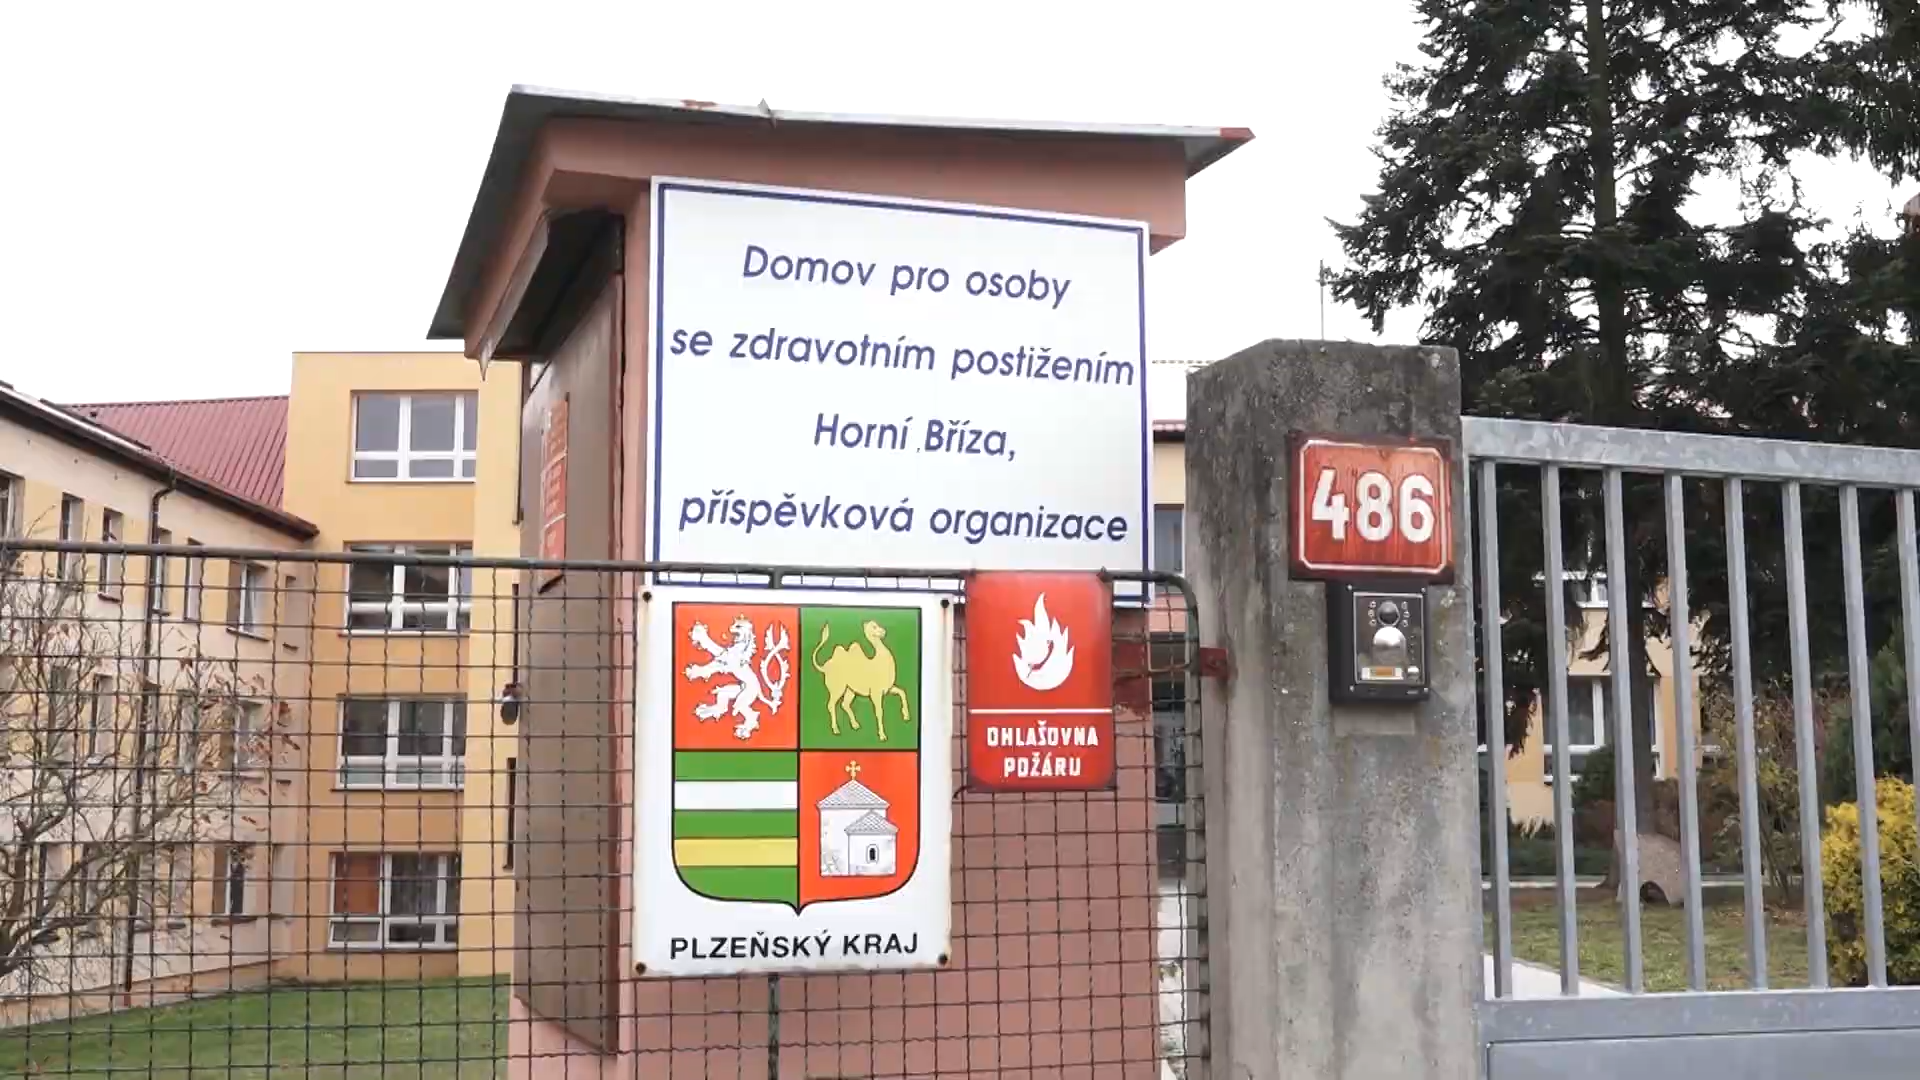 Domov pro osoby
se zdravotním postižením
Horní Bříza,
příspěvková organizace
486
OHLAŠOVNA
POŽÁRU
PLZEŇSKÝ KRAJ